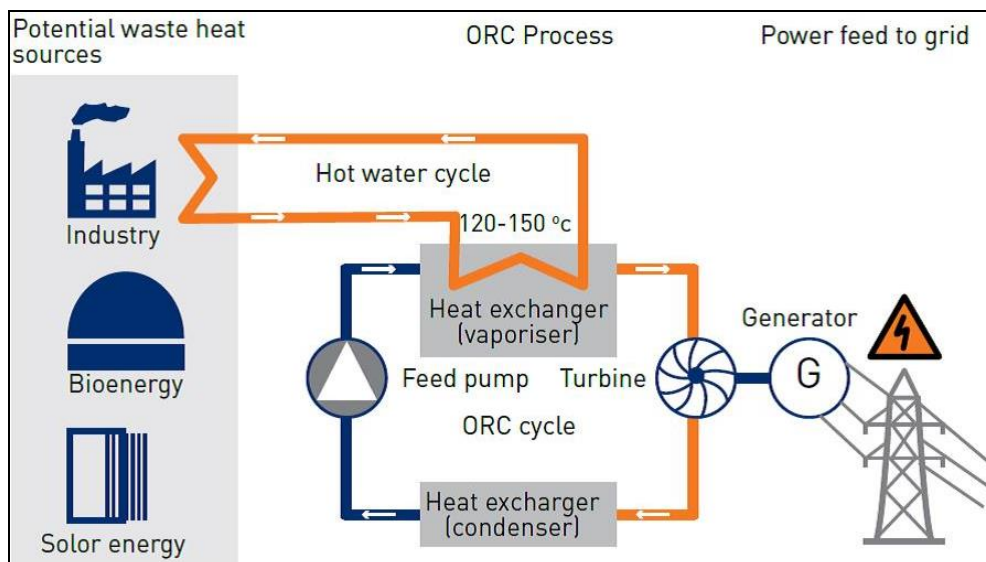 Potential waste heat
sources
ORC Process
Power feed to grid
Hot water cycle
120-150 ºc
Industry
Heat exchanger
(vaporiser)
Generator
G
Bioenergy
Feed pump
Turbine
ORC cycle
Heat excharger
(condenser)
Solor energy